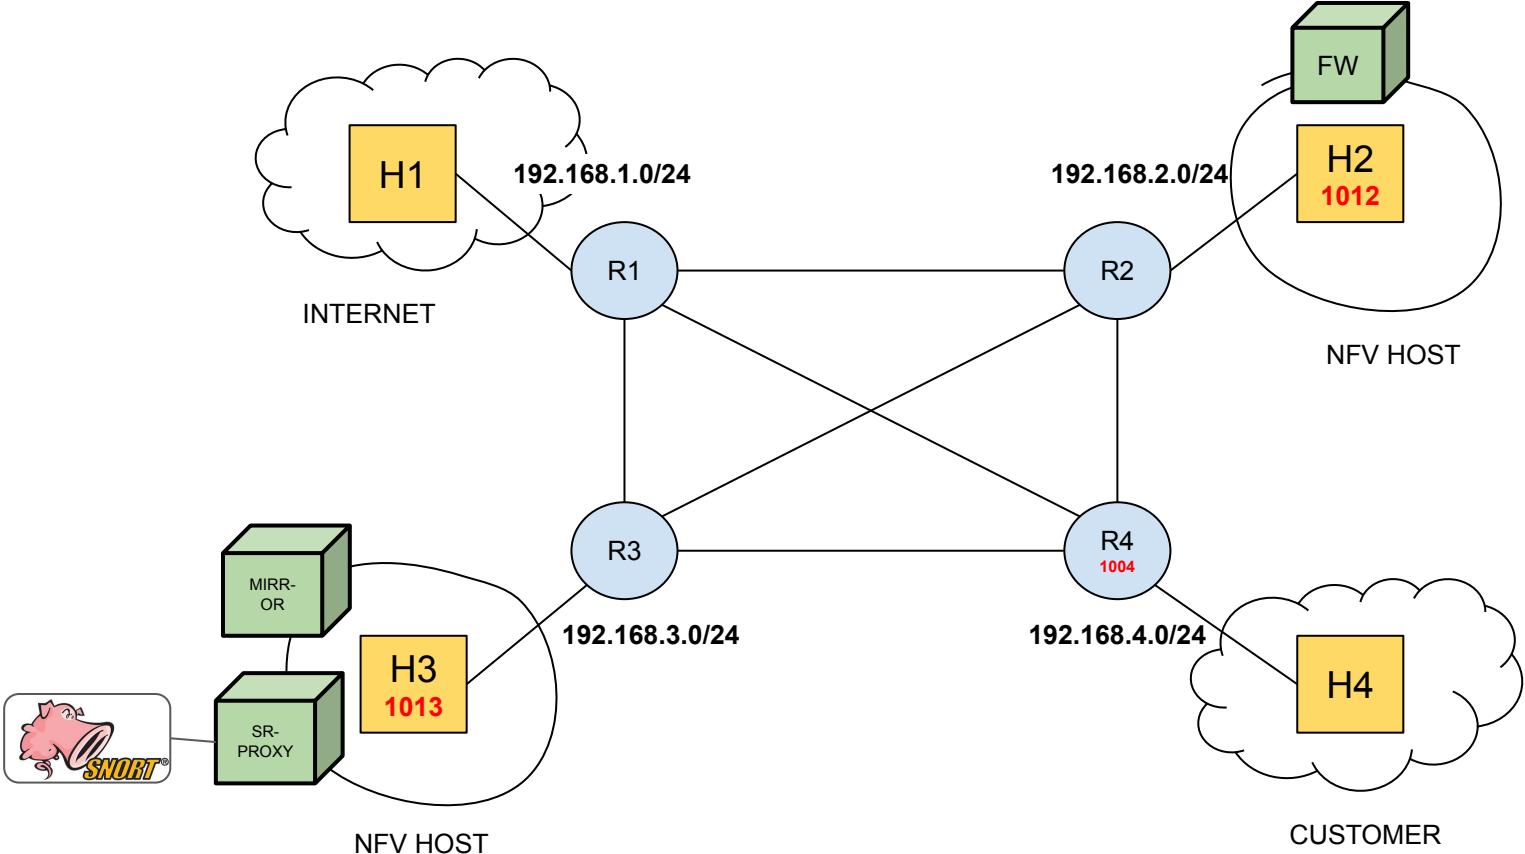 FW
H1
192.168.1.0/24
192.168.2.0/24
H2
1012
R1
R2
INTERNET
NFV HOST
R3
R4
1004
MIRR-
OR
192.168.3.0/24
192.168.4.0/24
H3
1013
H4
SR-
PROXY
SNORT®
NFV HOST
CUSTOMER